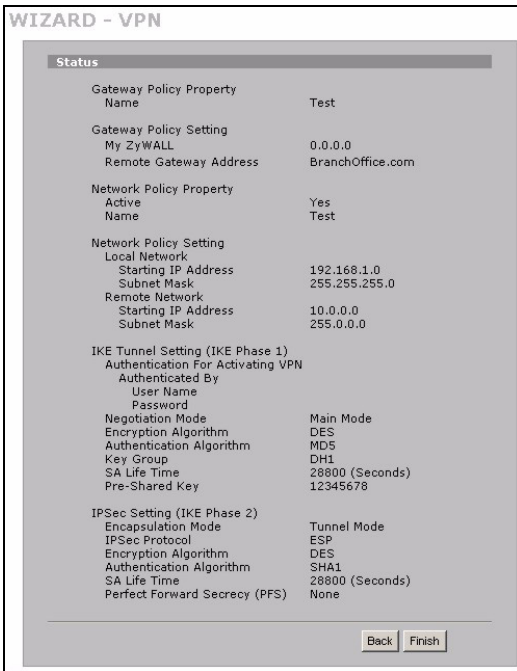 WIZARD - VPN
Status
Gateway Policy Property
Name Test
Gateway Policy Setting
My ZyWALL 0.0.0.0
Remote Gateway Address BranchOffice.com
Network Policy Property
Active Yes
Name Test
Network Policy Setting
Local Network
Starting IP Address 192.168.1.0
Subnet Mask 255.255.255.0
Remote Network
Starting IP Address 10.0.0.0
Subnet Mask 255.0.0.0
IKE Tunnel Setting (IKE Phase 1)
Authentication For Activating VPN
Authenticated By
User Name
Password
Negotiation Mode Main Mode
Encryption Algorithm DES
Authentication Algorithm MD5
Key Group DH1
SA Life Time 28800 (Seconds)
Pre-Shared Key 12345678
IPSec Setting (IKE Phase 2)
Encapsulation Mode Tunnel Mode
IPSec Protocol ESP
Encryption Algorithm DES
Authentication Algorithm SHA1
SA Life Time 28800 (Seconds)
Perfect Forward Secrecy (PFS) None
Back Finish